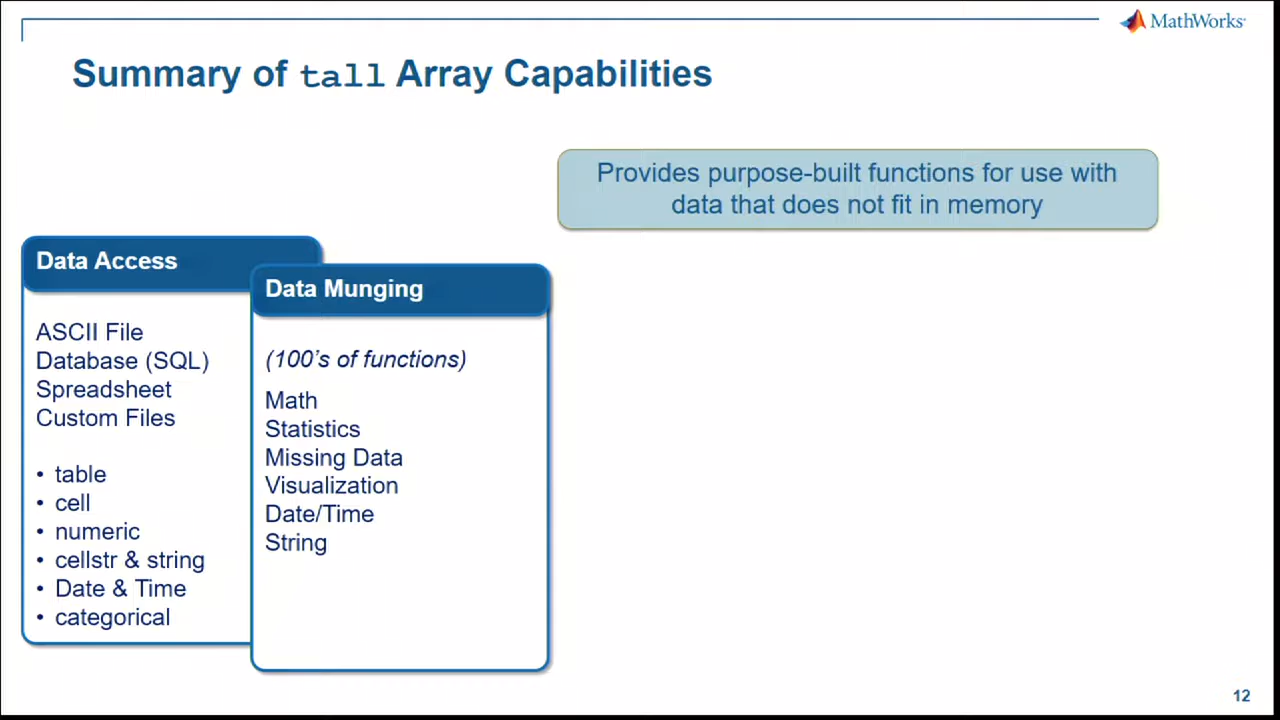 MathWorks
Summary of tall Array Capabilities
Provides purpose-built functions for use with
data that does not fit in memory
Data Access
ASCII File
Database (SQL)
Spreadsheet
Custom Files
• table
• cell
• numeric
• cellstr & string
• Date & Time
• categorical
Data Munging
(100's of functions)
Math
Statistics
Missing Data
Visualization
Date/Time
String
12